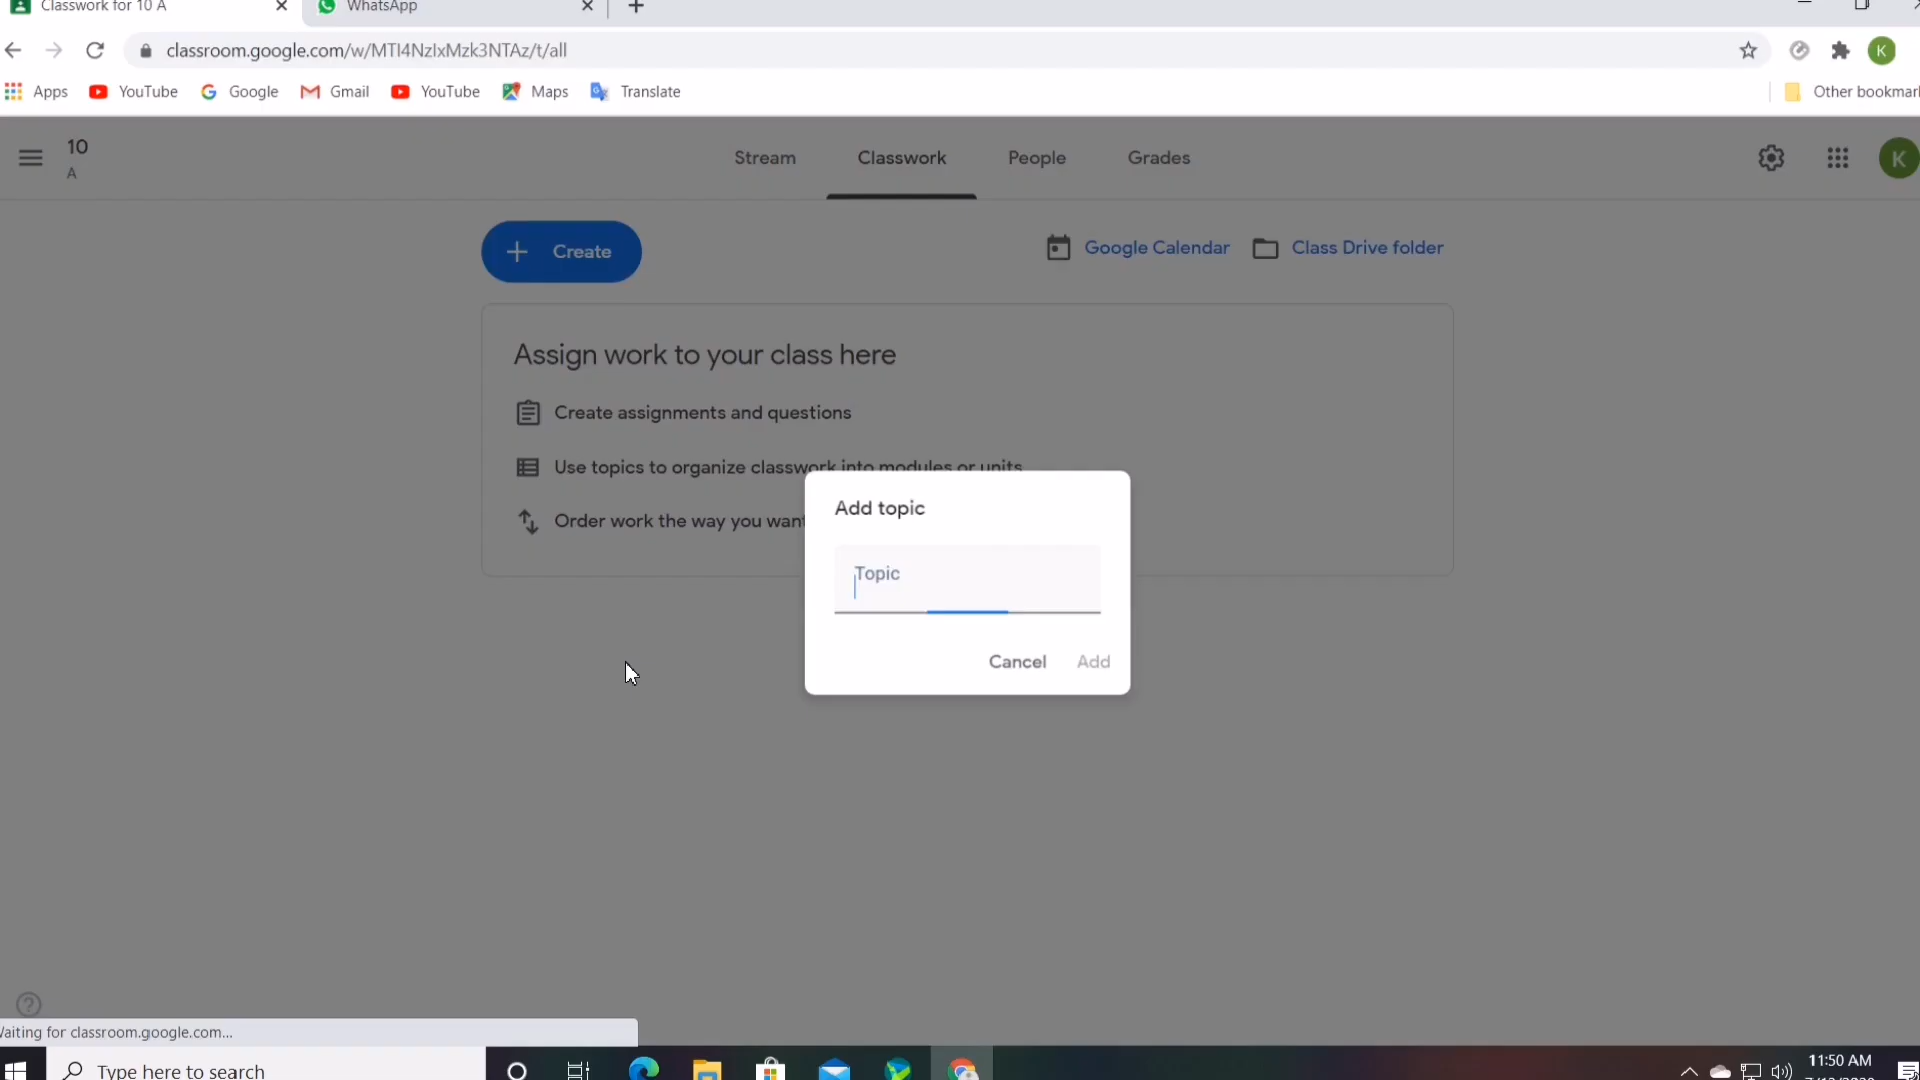 Classwork for 10 A
WhatsApp
classroom.google.com/w/MTI4NzIxMzk3NTAz/t/all
K
Apps
YouTube
Google
Gmail
YouTube
Maps
Translate
Other bookmar
10
A
Stream
Classwork
People
Grades
K
Create
Google Calendar
Class Drive folder
Assign work to your class here
Create assignments and questions
Use topics to organize classwork into modules or units
Order work the way you want
Add topic
Topic
Cancel
Add
Waiting for classroom.google.com...
Type here to search
11:50 AM